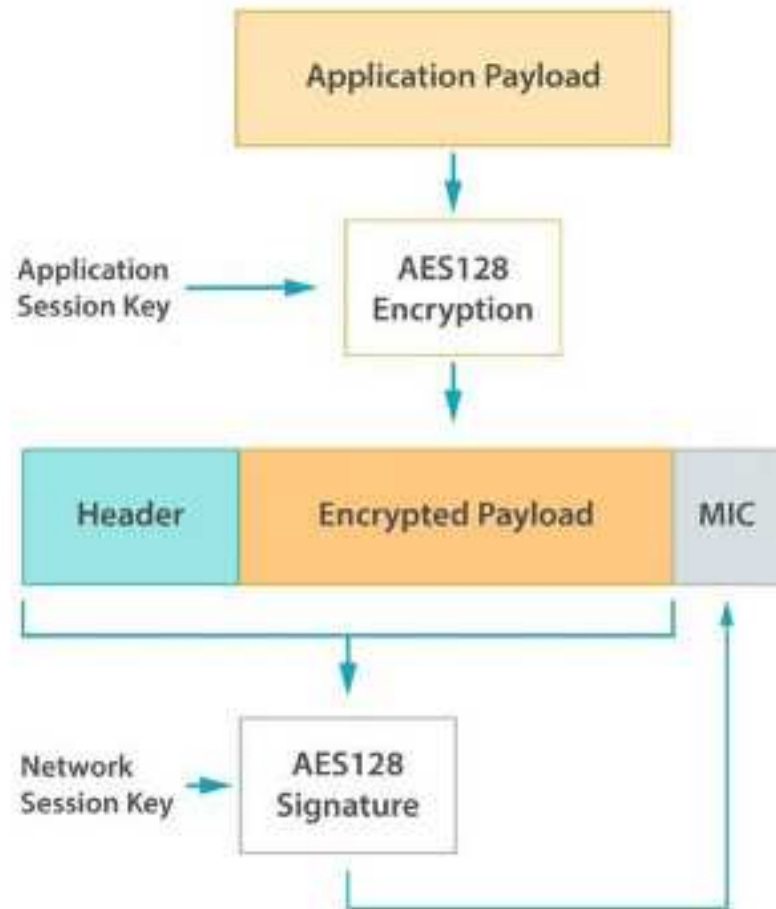 Application Payload
Application
Session Key
AES128
Encryption
Header
Encrypted Payload
MIC
Network
Session Key
AES128
Signature